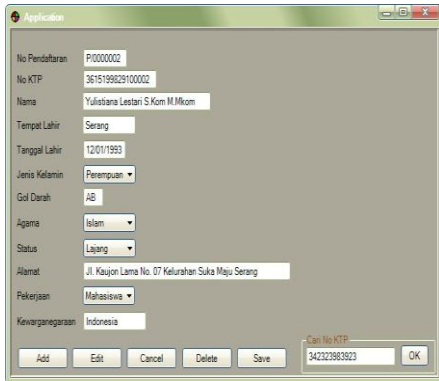 Application
No Pendaftaran P/0000002
No KTP 3615199829100002
Nama Yulistiana Lestari S.Kom M.Mkom
Tempat Lahir Serang
Tanggal Lahir 12/01/1993
Jenis Kelamin Perempuan
Gol Darah AB
Agama Islam
Status Lajang
Alamat Jl. Kaujon Lama No. 07 Kelurahan Suka Maju Serang
Pekerjaan Mahasiswa
Kewarganegaraan Indonesia
Cari No KTP
Add Edit Cancel Delete Save 342323983923 OK